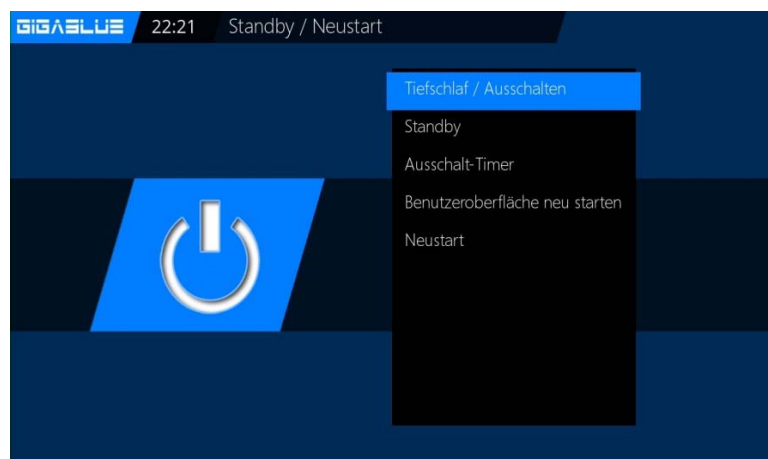 GIGABLUE 22:21 Standby / Neustart
Tiefschlaf / Ausschalten
Standby
Ausschalt-Timer
Benutzeroberfläche neu starten
Neustart